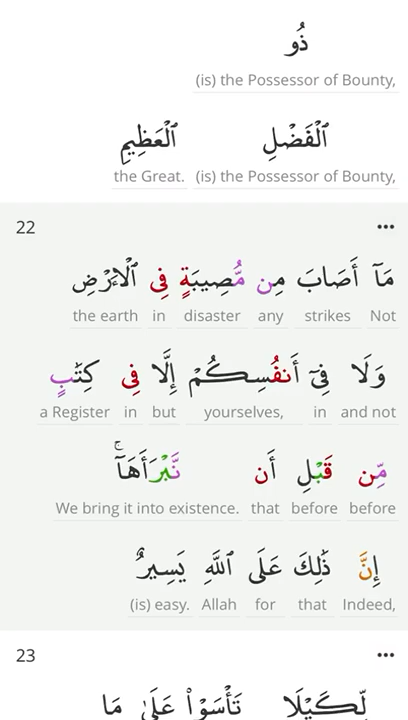 ذُو
(is) the Possessor of Bounty,
ٱلْفَضْلِ ٱلْعَظِيمِ
the Great. (is) the Possessor of Bounty,
22 •••
مَآ أَصَابَ مِن مُّصِيبَةٍ فِى ٱلْأَرْضِ
the earth in disaster any strikes Not
وَلَا فِىٓ أَنفُسِكُمْ إِلَّا فِى كِتَٰبٍ
a Register in but yourselves, in and not
مِّن قَبْلِ أَن نَّبْرَأَهَآ ۚ
We bring it into existence. that before before
إِنَّ ذَٰلِكَ عَلَى ٱللَّهِ يَسِيرٌ
(is) easy. Allah for that Indeed,
23 •••
لِّكَيْلَا تَأْسَوْا۟ عَلَىٰ مَا